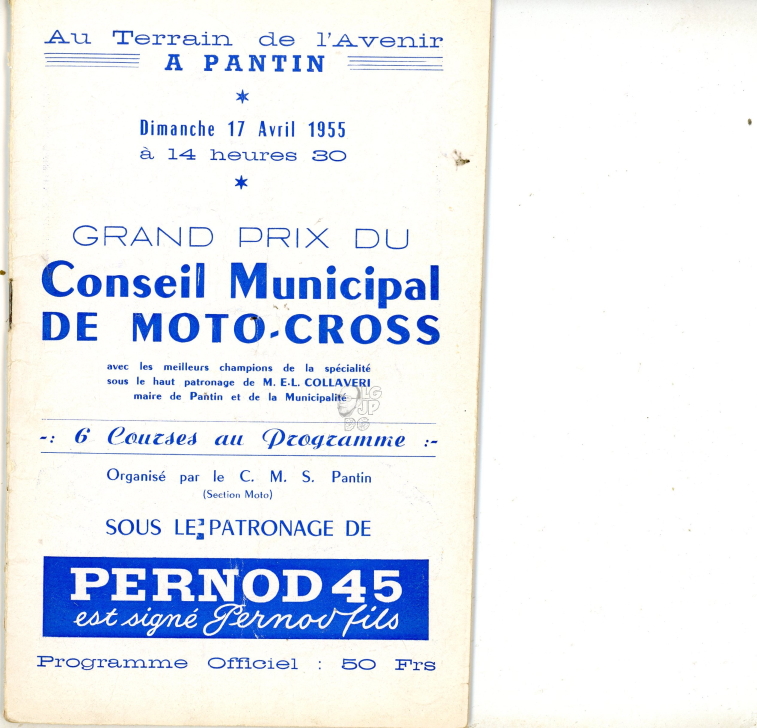 Au Terrain de l'Avenir
A PANTIN
Dimanche 17 Avril 1955
à 14 heures 30
GRAND PRIX DU
Conseil Municipal
DE MOTO-CROSS
avec les meilleurs champions de la spécialité
sous le haut patronage de M. E.-L. COLLAVERI
maire de Pantin et de la Municipalité
LG
JP
DG
-: 6 Courses au Programme :-
Organisé par le C. M. S. Pantin
(Section Moto)
SOUS LE PATRONAGE DE
PERNOD 45
est signé Pernod fils
Programme Officiel : 50 Frs